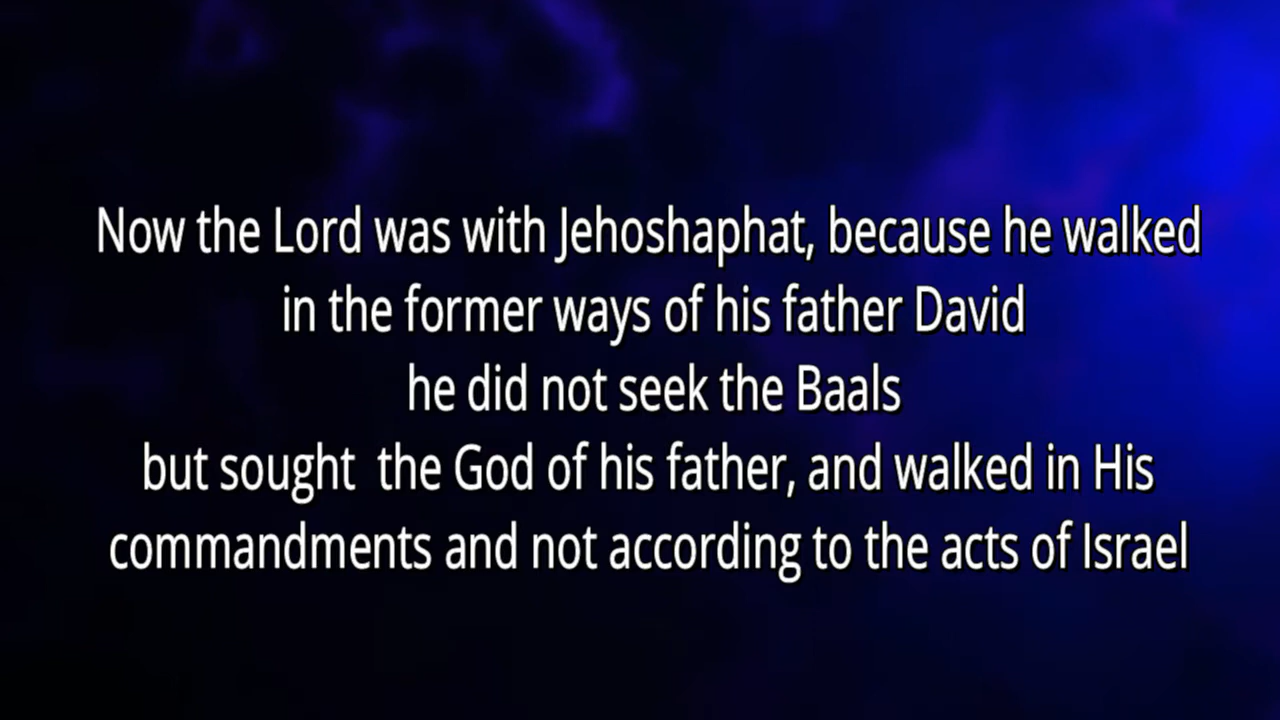 Now the Lord was with Jehoshaphat, because he walked
in the former ways of his father David
he did not seek the Baals
but sought  the God of his father, and walked in His
commandments and not according to the acts of Israel